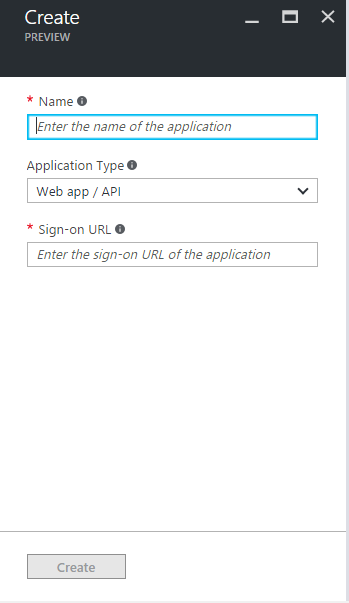 Create
PREVIEW
* Name
Enter the name of the application
Application Type
Web app / API
* Sign-on URL
Enter the sign-on URL of the application
Create